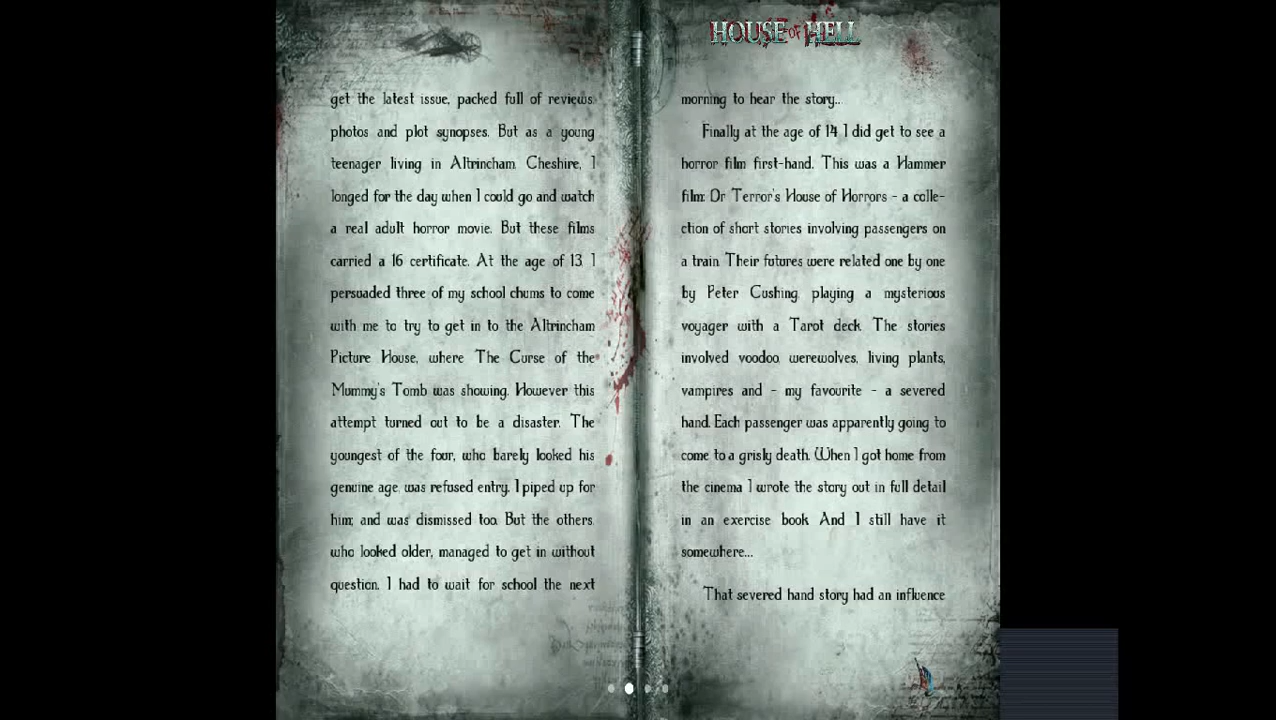 get the latest issue, packed full of reviews,
photos and plot synopses. But as a young
teenager living in Altrincham, Cheshire, I
longed for the day when I could go and watch
a real adult horror movie. But these films
carried a 16 certificate. At the age of 13, I
persuaded three of my school chums to come
with me to try to get in to the Altrincham
Picture House, where The Curse of the
Mummy's Tomb was showing. However this
attempt turned out to be a disaster. The
youngest of the four, who barely looked his
genuine age, was refused entry. I piped up for
him; and was dismissed too. But the others,
who looked older, managed to get in without
question. I had to wait for school the next
HOUSE OF HELL
morning to hear the story...
Finally at the age of 14 I did get to see a
horror film first-hand. This was a Hammer
film: Dr Terror's House of Horrors - a colle-
ction of short stories involving passengers on
a train. Their futures were related one by one
by Peter Cushing, playing a mysterious
voyager with a Tarot deck. The stories
involved voodoo, werewolves, living plants,
vampires and - my favourite - a severed
hand. Each passenger was apparently going to
come to a grisly death. When I got home from
the cinema I wrote the story out in full detail
in an exercise book. And I still have it
somewhere...
That severed hand story had an influence